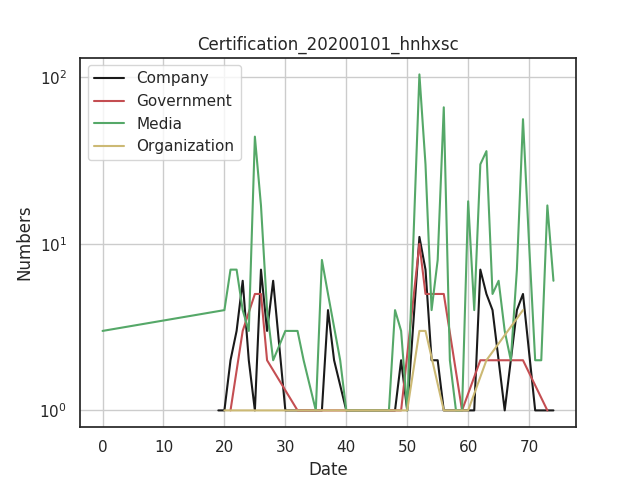 Certification_20200101_hnhxsc
Company
Government
Media
Organization
10²
10¹
10⁰
Numbers
0 10 20 30 40 50 60 70
Date